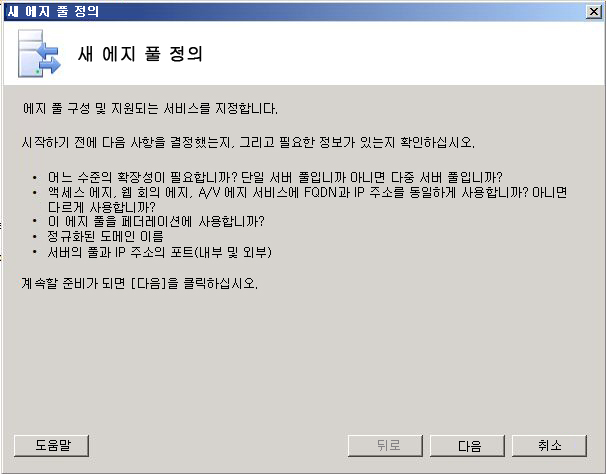 새 에지 풀 정의
새 에지 풀 정의
에지 풀 구성 및 지원되는 서비스를 지정합니다.
시작하기 전에 다음 사항을 결정했는지, 그리고 필요한 정보가 있는지 확인하십시오.
• 어느 수준의 확장성이 필요합니까? 단일 서버 풀입니까 아니면 다중 서버 풀입니까?
• 액세스 에지, 웹 회의 에지, A/V 에지 서비스에 FQDN과 IP 주소를 동일하게 사용합니까? 아니면
다르게 사용합니까?
• 이 에지 풀을 페더레이션에 사용합니까?
• 정규화된 도메인 이름
• 서버의 풀과 IP 주소의 포트(내부 및 외부)
계속할 준비가 되면 [다음]을 클릭하십시오.
도움말 뒤로 다음 취소